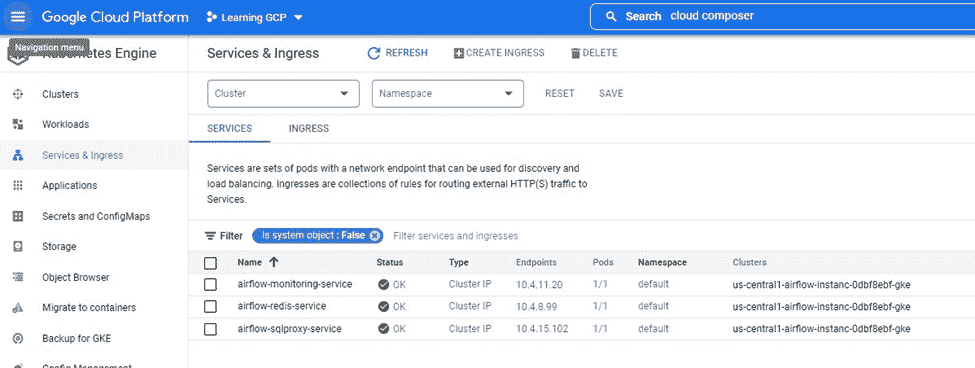 Google Cloud Platform Learning GCP Search cloud composer
Navigation menu
Kubernetes Engine Services & Ingress REFRESH CREATE INGRESS DELETE
Clusters Cluster Namespace RESET SAVE
Workloads SERVICES INGRESS
Services & Ingress
Services are sets of pods with a network endpoint that can be used for discovery and
load balancing. Ingresses are collections of rules for routing external HTTP(S) traffic to
Services.
Applications
Secrets and ConfigMaps
Storage
Object Browser
Migrate to containers
Backup for GKE
Config Management
Filter Is system object : False Filter services and ingresses
Name Status Type Endpoints Pods Namespace Clusters
airflow-monitoring-service OK Cluster IP 10.4.11.20 1/1 default us-central1-airflow-instanc-0dbf8ebf-gke
airflow-redis-service OK Cluster IP 10.4.8.99 1/1 default us-central1-airflow-instanc-0dbf8ebf-gke
airflow-sqlproxy-service OK Cluster IP 10.4.15.102 1/1 default us-central1-airflow-instanc-0dbf8ebf-gke